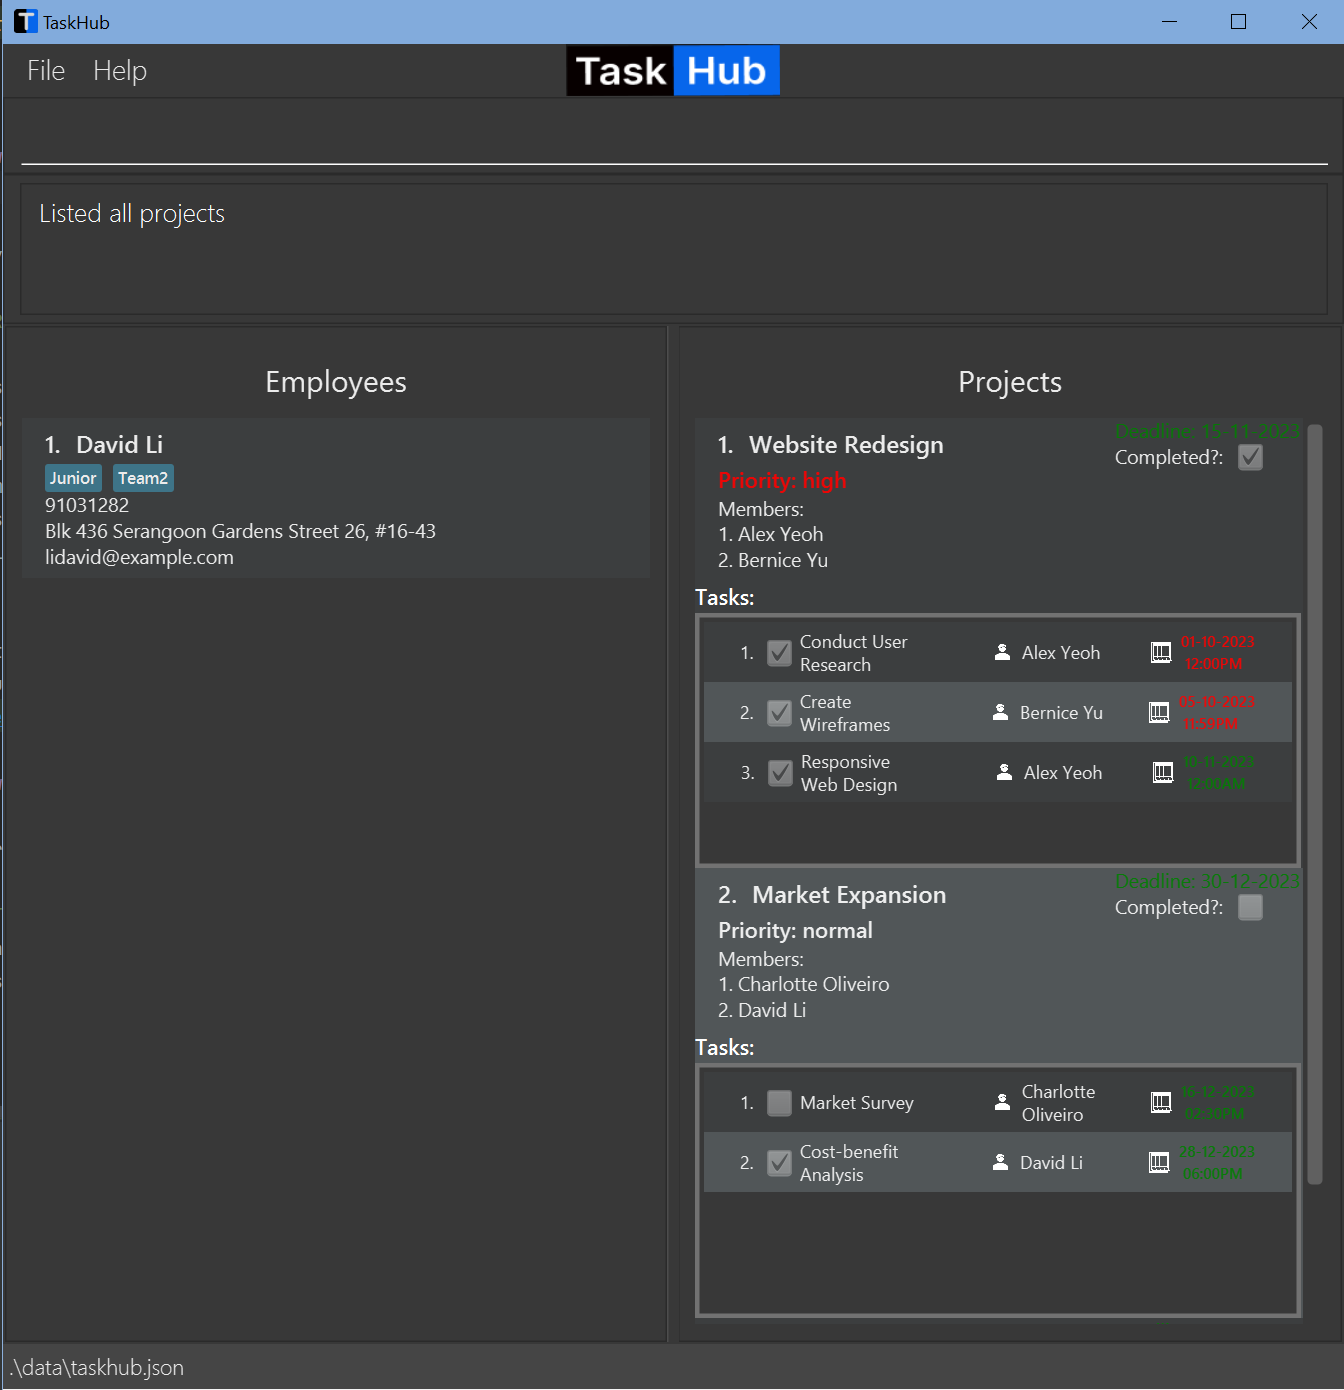 TaskHub
File Help
Task Hub
Listed all projects
Employees
1. David Li
Junior Team2
91031282
Blk 436 Serangoon Gardens Street 26, #16-43
lidavid@example.com
Projects
1. Website Redesign
Deadline: 15-11-2023
Completed?:
Priority: high
Members:
1. Alex Yeoh
2. Bernice Yu
Tasks:
1. Conduct User
Research
Alex Yeoh
01-10-2023
12:00PM
2. Create
Wireframes
Bernice Yu
05-10-2023
11:59PM
3. Responsive
Web Design
Alex Yeoh
10-11-2023
12:00AM
2. Market Expansion
Deadline: 30-12-2023
Completed?:
Priority: normal
Members:
1. Charlotte Oliveiro
2. David Li
Tasks:
1. Market Survey
Charlotte
Oliveiro
16-12-2023
02:30PM
2. Cost-benefit
Analysis
David Li
28-12-2023
06:00PM
.\data\taskhub.json